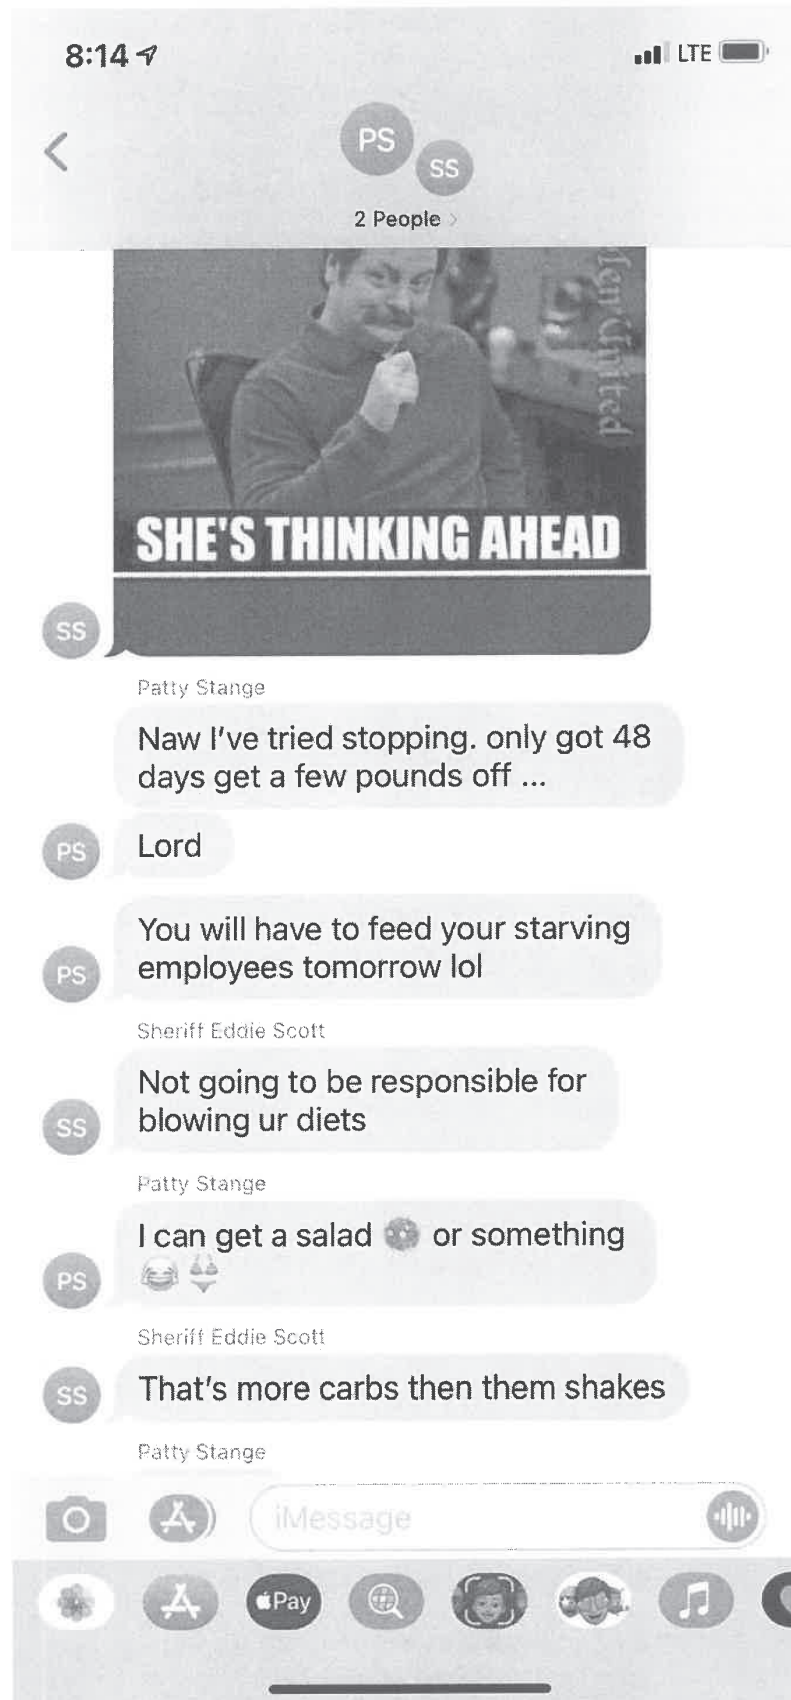 8:14
LTE
PS
SS
2 People
len United
SHE'S THINKING AHEAD
SS
Patty Stange
Naw I've tried stopping. only got 48
days get a few pounds off ...
PS
Lord
You will have to feed your starving
PS
employees tomorrow lol
Sheriff Eddie Scott
Not going to be responsible for
SS
blowing ur diets
Patty Stange
I can get a salad or something
PS
Sheriff Eddie Scott
SS
That's more carbs then them shakes
Patty Stange
iMessage
Pay